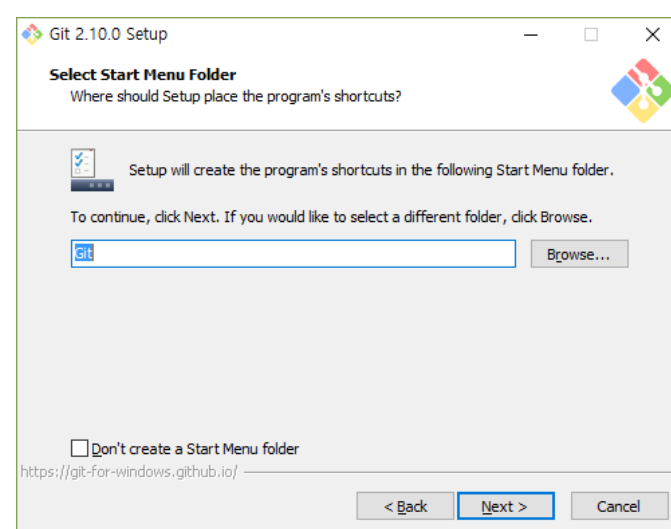 Git 2.10.0 Setup
Select Start Menu Folder
Where should Setup place the program's shortcuts?
Setup will create the program's shortcuts in the following Start Menu folder.
To continue, click Next. If you would like to select a different folder, click Browse.
Git
Browse...
Don't create a Start Menu folder
https://git-for-windows.github.io/
< Back
Next >
Cancel